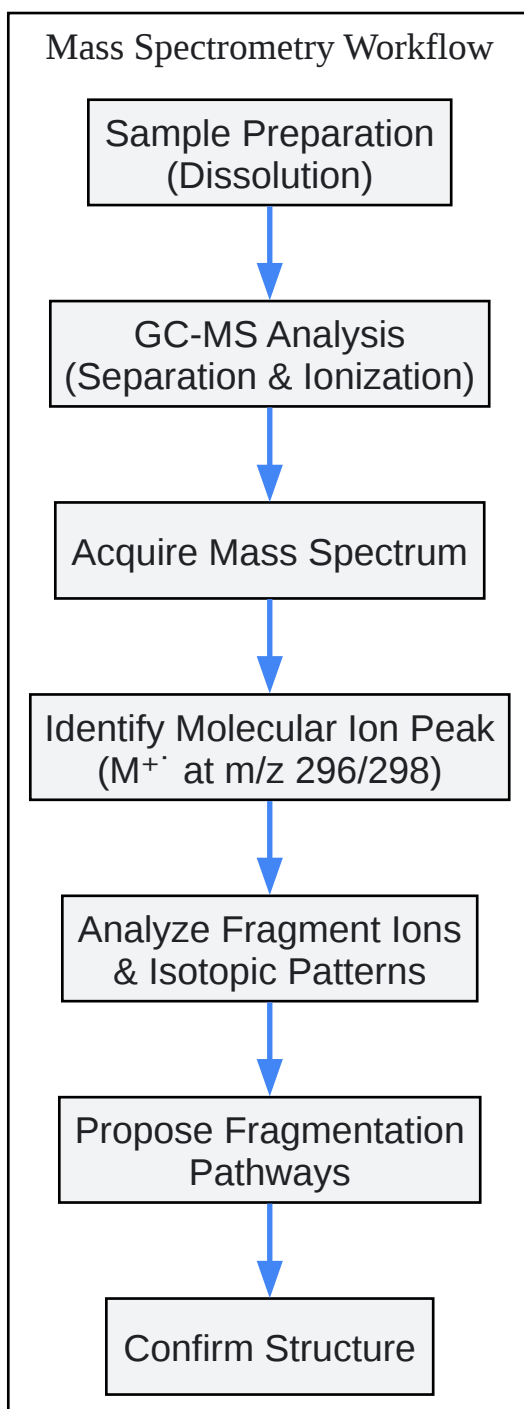 Mass Spectrometry Workflow
Sample Preparation
(Dissolution)
GC-MS Analysis
(Separation & Ionization)
Acquire Mass Spectrum
Identify Molecular Ion Peak
(M⁺˙ at m/z 296/298)
Analyze Fragment Ions
& Isotopic Patterns
Propose Fragmentation
Pathways
Confirm Structure